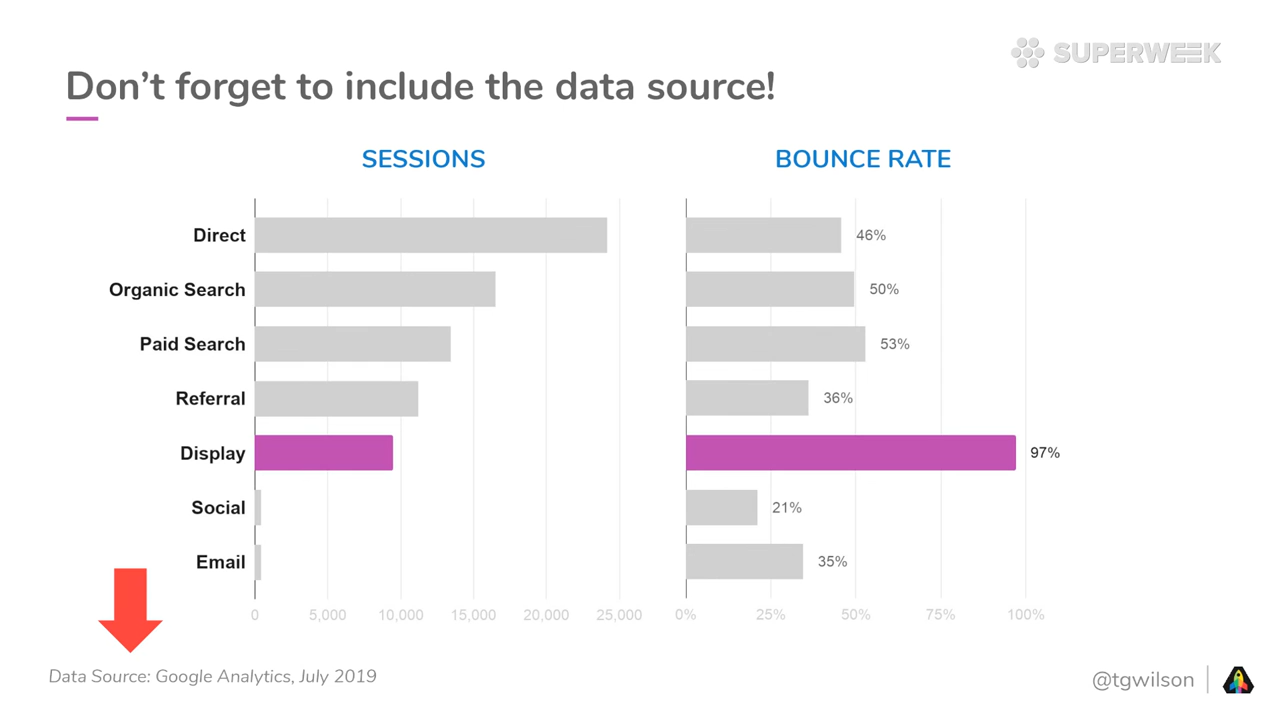 SUPERWEEK
Don't forget to include the data source!
SESSIONS
BOUNCE RATE
Direct
46%
Organic Search
50%
Paid Search
53%
Referral
36%
Display
97%
Social
21%
Email
35%
0 5,000 10,000 15,000 20,000 25,000
0% 25% 50% 75% 100%
Data Source: Google Analytics, July 2019
@tgwilson